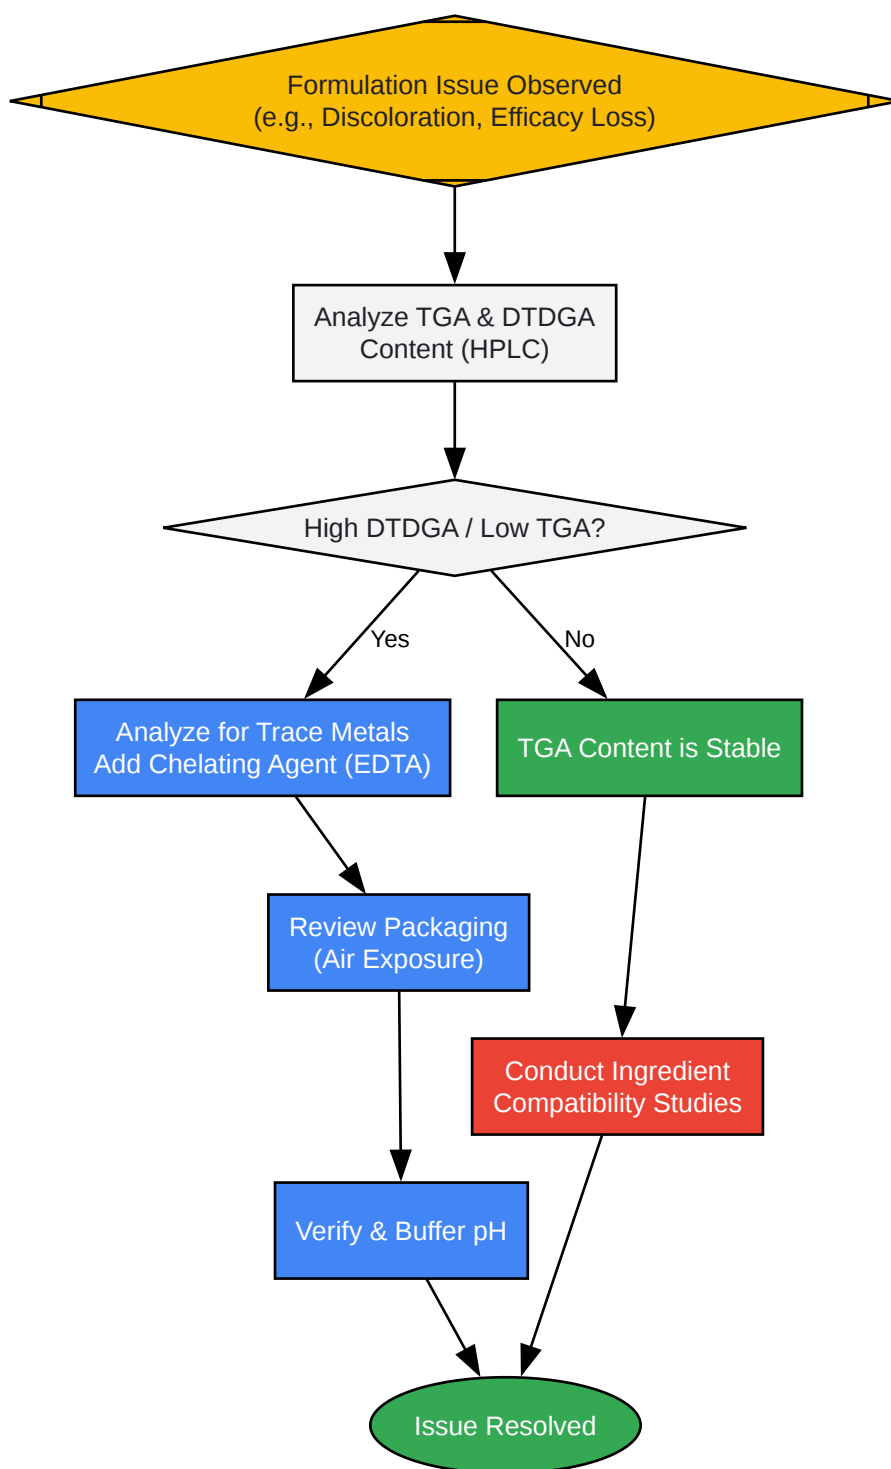 Formulation Issue Observed
(e.g., Discoloration, Efficacy Loss)
Analyze TGA & DTDGA
Content (HPLC)
High DTDGA / Low TGA?
Yes
No
Analyze for Trace Metals
Add Chelating Agent (EDTA)
TGA Content is Stable
Review Packaging
(Air Exposure)
Conduct Ingredient
Compatibility Studies
Verify & Buffer pH
Issue Resolved